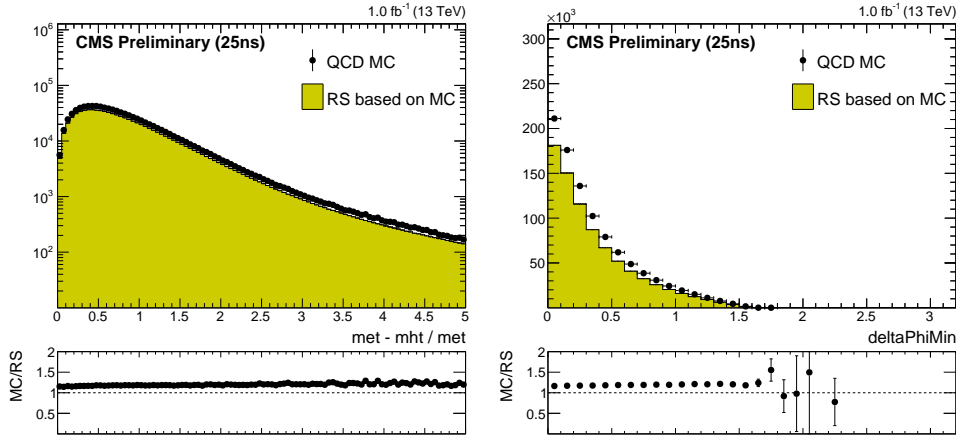 1.0 fb⁻¹ (13 TeV)
CMS Preliminary (25ns)
QCD MC
RS based on MC
10⁶
10⁵
10⁴
10³
10²
0 0.5 1 1.5 2 2.5 3 3.5 4 4.5 5
met - mht / met
MC/RS
2
1.5
1
0.5
×10³
1.0 fb⁻¹ (13 TeV)
CMS Preliminary (25ns)
QCD MC
RS based on MC
300
250
200
150
100
50
0
0 0.5 1 1.5 2 2.5 3
deltaPhiMin
MC/RS
2
1.5
1
0.5